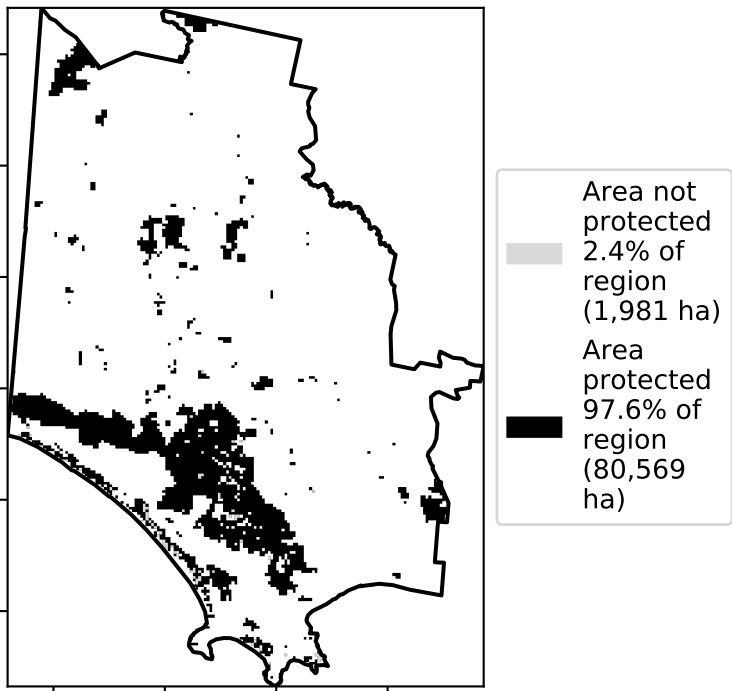 Area not
protected
2.4% of
region
(1,981 ha)
Area
protected
97.6% of
region
(80,569
ha)